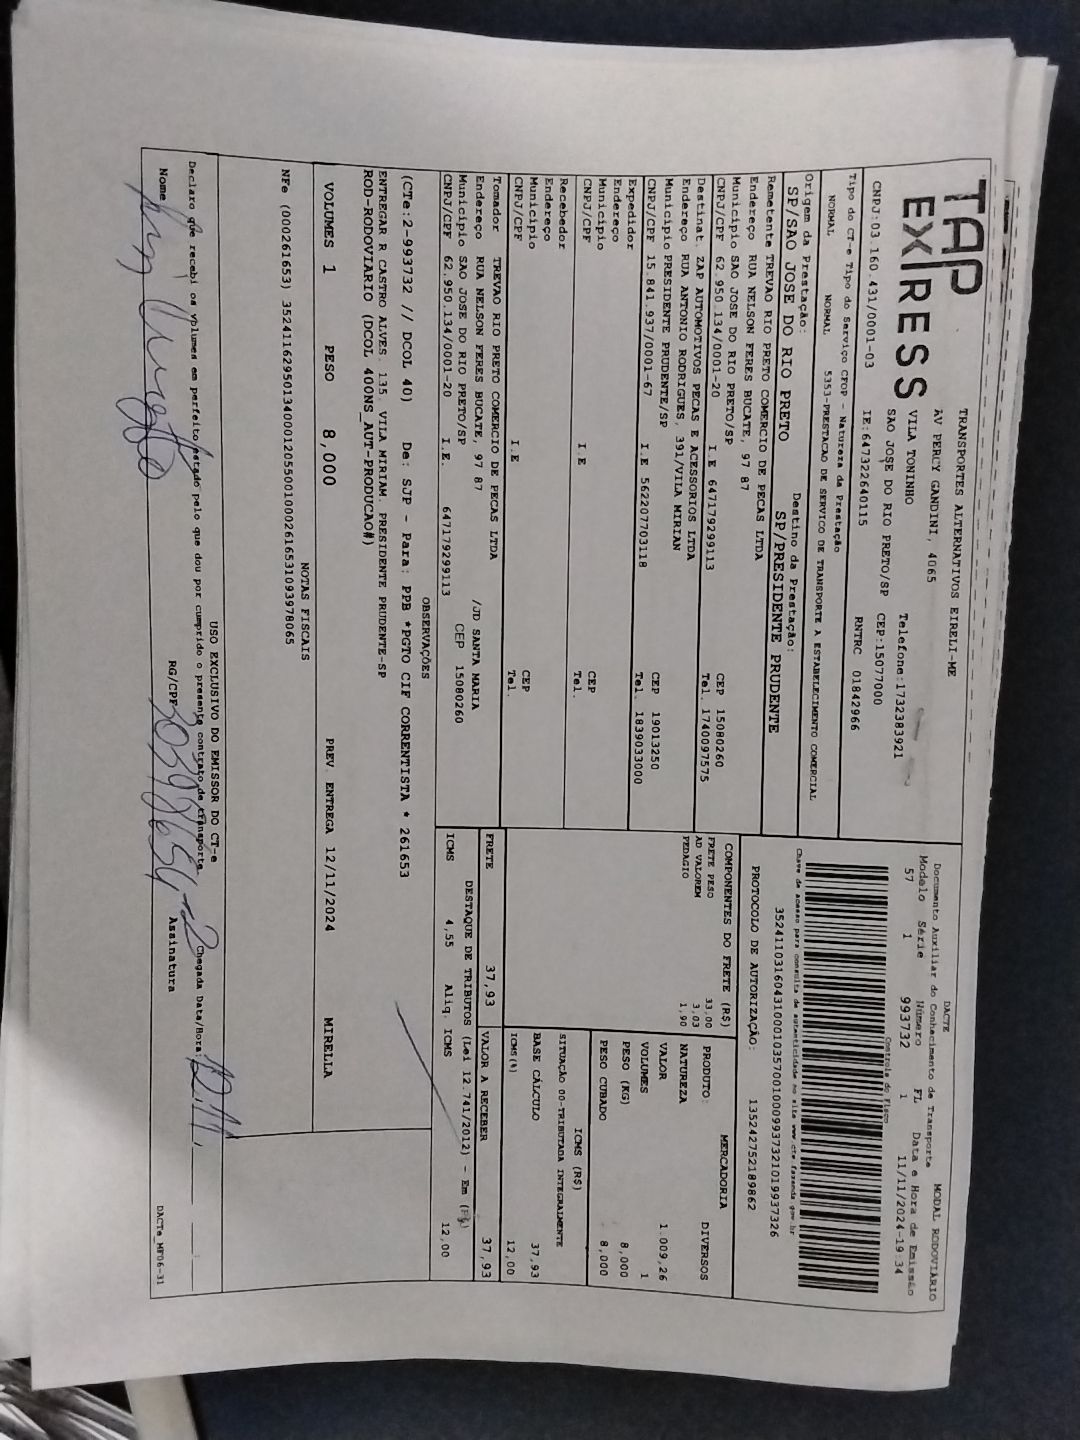 TAP
EXPRESS
TRANSPORTES ALTERNATIVOS EIRELI-ME
AV PERCY GANDINI, 4065
VILA TONINHO Telefone:1732383921
SAO JOSE DO RIO PRETO/SP CEP:15077000
CNPJ:03.160.431/0001-03 IE:647322640115 RNTRC 01842966
Tipo do CT-e Tipo do Serviço CFOP - Natureza da Prestação
NORMAL NORMAL 5353-PRESTACAO DE SERVICO DE TRANSPORTE A ESTABELECIMENTO COMERCIAL
Origem da Prestação: Destino da Prestação:
SP/SAO JOSE DO RIO PRETO SP/PRESIDENTE PRUDENTE
Remetente TREVAO RIO PRETO COMERCIO DE PECAS LTDA
Endereço RUA NELSON FERES BUCATE, 97 87
Município SAO JOSE DO RIO PRETO/SP CEP 15080260
CNPJ/CPF 62.950.134/0001-20 I.E 647179299113 Tel. 1740097575
Destinat. ZAP AUTOMOTIVOS PECAS E ACESSORIOS LTDA
Endereço RUA ANTONIO RODRIGUES, 391/VILA MIRIAN
Município PRESIDENTE PRUDENTE/SP CEP 19013250
CNPJ/CPF 15.841.937/0001-67 I.E 562207703118 Tel. 1839033000
Expedidor
Endereço
Município CEP
CNPJ/CPF I.E Tel.
Recebedor
Endereço
Município CEP
CNPJ/CPF I.E Tel.
Tomador TREVAO RIO PRETO COMERCIO DE PECAS LTDA
Endereço RUA NELSON FERES BUCATE, 97 87 /JD SANTA MARIA
Município SAO JOSE DO RIO PRETO/SP CEP 15080260
CNPJ/CPF 62.950.134/0001-20 I.E. 647179299113
DACTE MODAL RODOVIÁRIO
Documento Auxiliar do Conhecimento de Transporte
Modelo Série Número FL Data e Hora de Emissão
57 1 993732 1 11/11/2024-19:34
Controle do Fisco
Chave de acesso para consulta de autenticidade no site www.cte.fazenda.gov.br
35241103160431000103570010009937321019937326
PROTOCOLO DE AUTORIZAÇÃO: 135242752189862
COMPONENTES DO FRETE (R$)
FRETE PESO 33,00
AD VALOREM 3,03
PEDAGIO 1,90
MERCADORIA
PRODUTO: DIVERSOS
NATUREZA
VALOR 1.009,26
VOLUMES 1
PESO (KG) 8,000
PESO CUBADO 8,000
ICMS (R$)
SITUAÇÃO 00-TRIBUTADA INTEGRALMENTE
BASE CÁLCULO 37,93
ICMS(%) 12,00
FRETE 37,93 VALOR A RECEBER 37,93
DESTAQUE DE TRIBUTOS (Lei 12.741/2012) - Em (R$)
ICMS 4,55 Aliq. ICMS 12,00
OBSERVAÇÕES
(CTe:2-993732 // DCOL 40) De: SJP - Para: PPB *PGTO CIF CORRENTISTA * 261653
ENTREGAR R CASTRO ALVES, 135, VILA MIRIAM, PRESIDENTE PRUDENTE-SP
ROD-RODOVIARIO (DCOL 400NS_AUT-PRODUCAO#)
VOLUMES 1 PESO 8,000 PREV. ENTREGA 12/11/2024 MIRELLA
NOTAS FISCAIS
NFe (000261653) 35241162950134000120550010002616531093978065
USO EXCLUSIVO DO EMISSOR DO CT-e
Declaro que recebi os volumes em perfeito estado pelo que dou por cumprido o presente contrato de transporte
Nome RG/CPF Chegada Data/Hora
Assinatura
DACTe_MF06-31